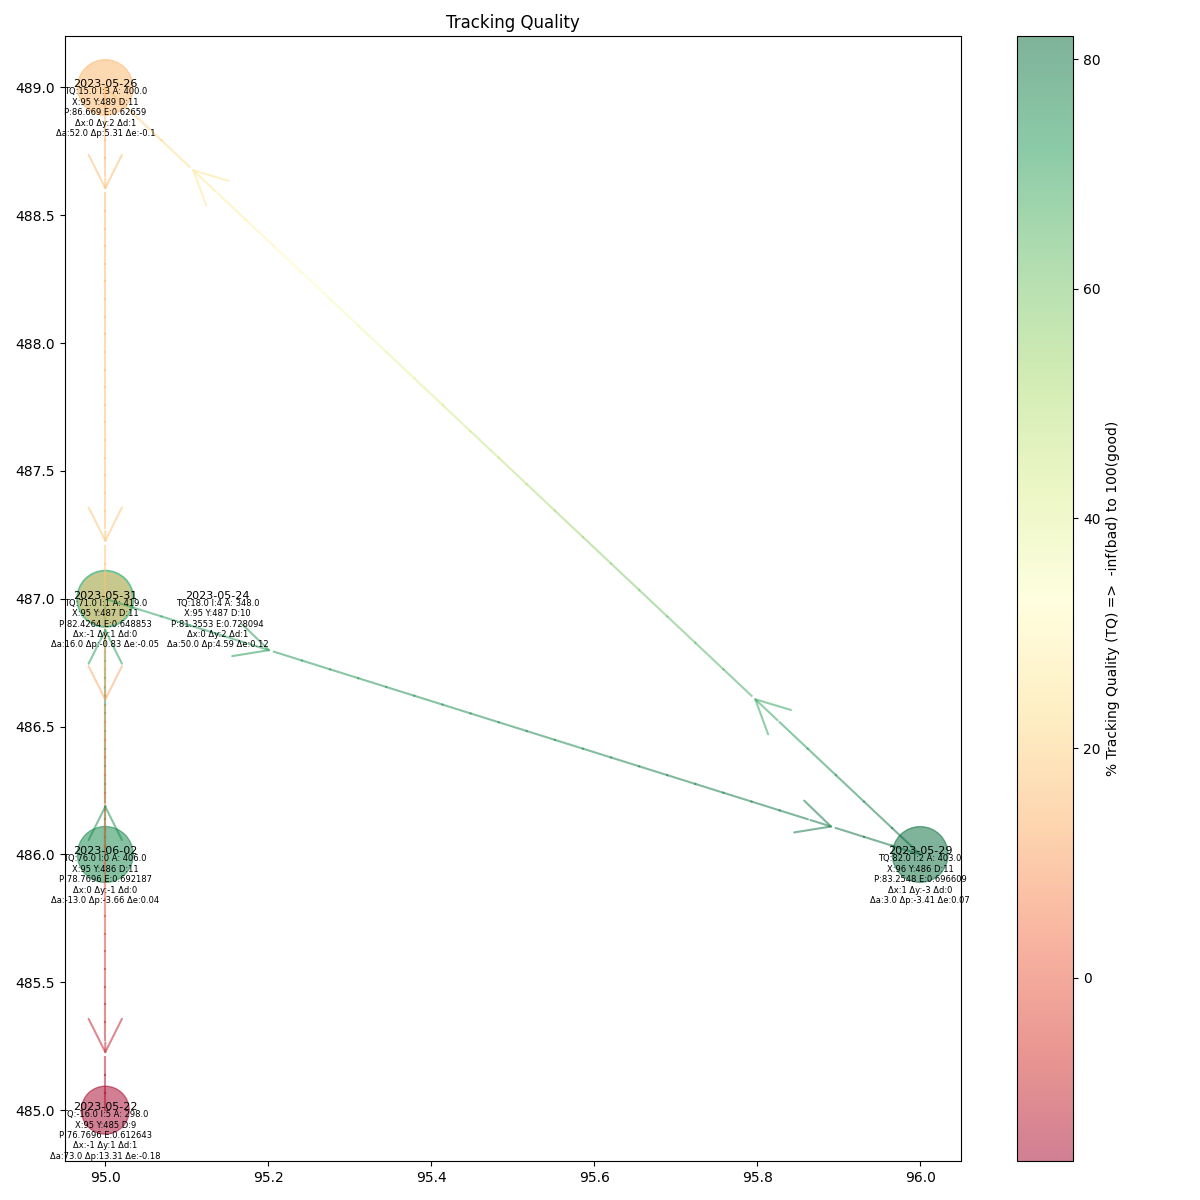 Tracking Quality
489.0
488.5
488.0
487.5
487.0
486.5
486.0
485.5
485.0
95.0
95.2
95.4
95.6
95.8
96.0
2023-05-26
TQ:15.0 I:3 A: 400.0
X:95 Y:489 D:11
P:86.669 E:0.62659
Δx:0 Δy:2 Δd:1
Δa:52.0 Δp:5.31 Δe:-0.1
2023-05-31
TQ:71.0 I:1 A: 419.0
X:95 Y:487 D:11
P:82.4264 E:0.648853
Δx:-1 Δy:1 Δd:0
Δa:16.0 Δp:-0.83 Δe:-0.05
2023-05-24
TQ:18.0 I:4 A: 348.0
X:95 Y:487 D:10
P:81.3553 E:0.728094
Δx:0 Δy:2 Δd:1
Δa:50.0 Δp:4.59 Δe:0.12
2023-06-02
TQ:76.0 I:0 A: 406.0
X:95 Y:486 D:11
P:78.7696 E:0.692187
Δx:0 Δy:-1 Δd:0
Δa:-13.0 Δp:-3.66 Δe:0.04
2023-05-29
TQ:82.0 I:2 A: 403.0
X:96 Y:486 D:11
P:83.2548 E:0.696609
Δx:1 Δy:-3 Δd:0
Δa:3.0 Δp:-3.41 Δe:0.07
2023-05-22
TQ:-16.0 I:5 A: 298.0
X:95 Y:485 D:9
P:76.7696 E:0.612643
Δx:-1 Δy:1 Δd:1
Δa:73.0 Δp:13.31 Δe:-0.18
80
60
40
20
0
% Tracking Quality (TQ) => -inf(bad) to 100(good)